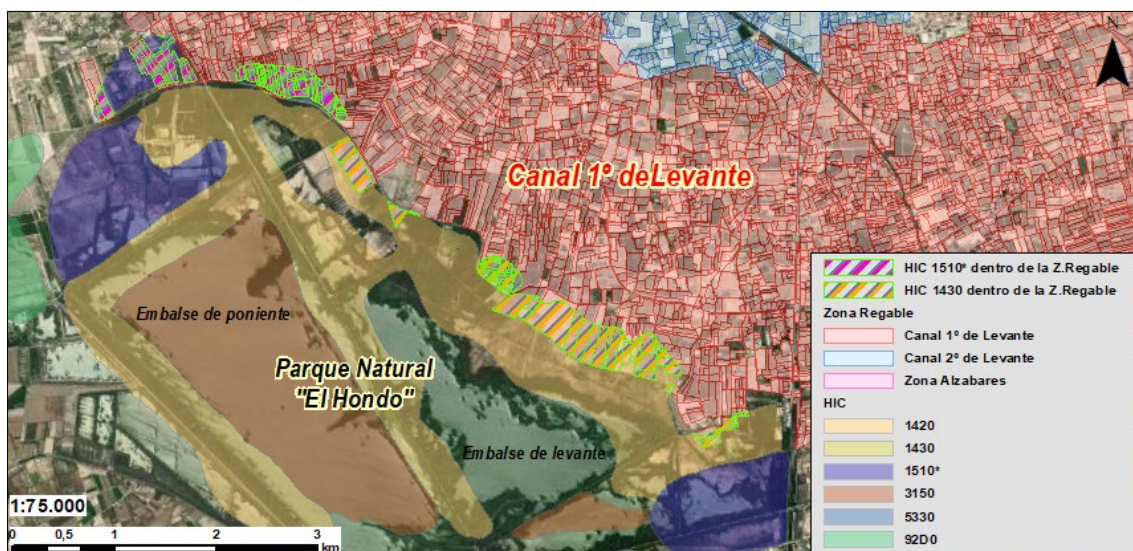 N
Canal 1º deLevante
Embalse de poniente
Parque Natural
"El Hondo"
Embalse de levante
1:75.000
0 0,5 1 2 3
km
HIC 1510* dentro de la Z.Regable
HIC 1430 dentro de la Z.Regable
Zona Regable
Canal 1º de Levante
Canal 2º de Levante
Zona Alzabares
HIC
1420
1430
1510*
3150
5330
92D0